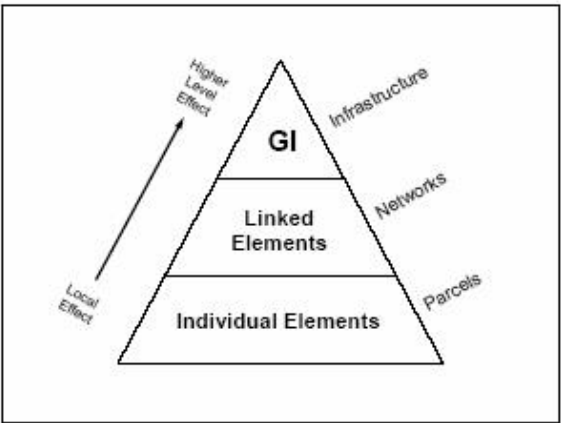 Higher
Level
Effect
Infrastructure
GI
Networks
Linked
Elements
Local
Effect
Parcels
Individual Elements